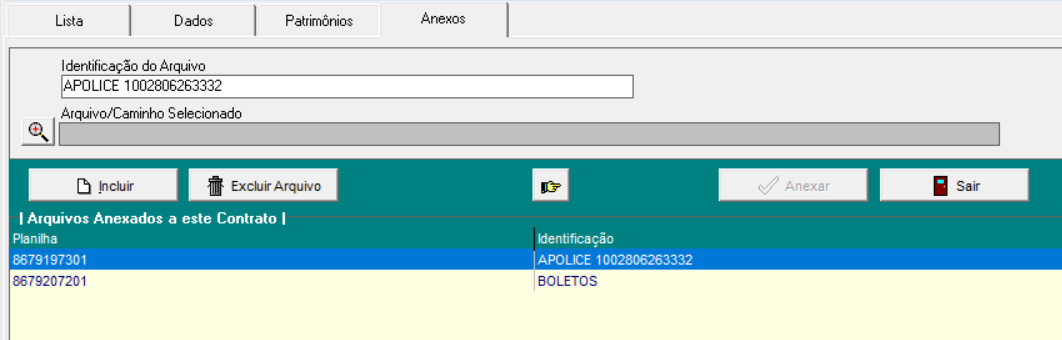 Lista Dados Patrimônios Anexos
Identificação do Arquivo
APOLICE 1002806263332
Arquivo/Caminho Selecionado
Incluir Excluir Arquivo Anexar Sair
| Arquivos Anexados a este Contrato |
Planilha Identificação
8679197301 APOLICE 1002806263332
8679207201 BOLETOS